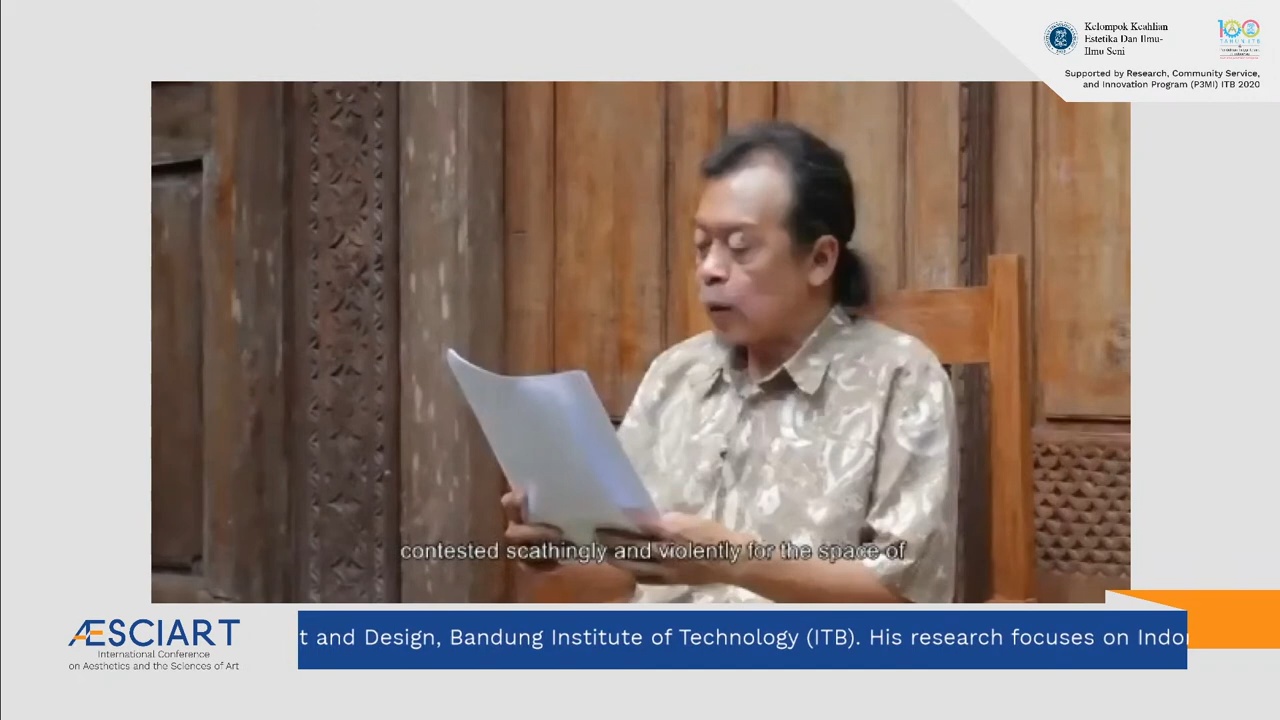 Kelompok Keahlian
Estetika Dan Ilmu-
Ilmu Seni
100
Supported by Research, Community Service,
and Innovation Program (P3MI) ITB 2020
contested scathingly and violently for the space of
ÆSCIART
International Conference
on Aesthetics and the Sciences of Art
t and Design, Bandung Institute of Technology (ITB). His research focuses on Indo